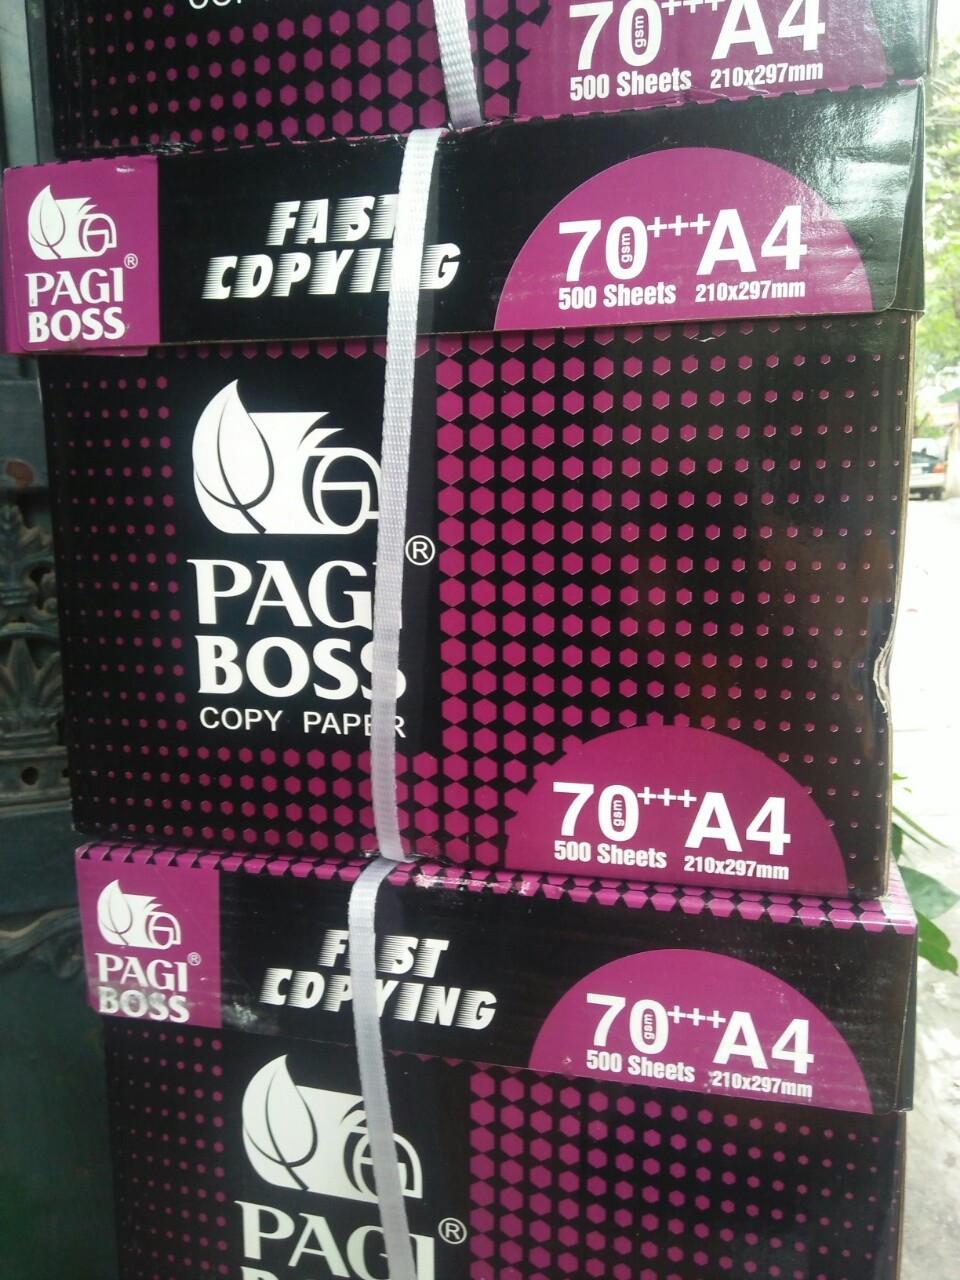 70 gsm +++ A4
500 Sheets 210x297mm
PAGI ®
BOSS
FAST
COPYING
70 gsm +++ A4
500 Sheets 210x297mm
PAGI ®
BOSS
COPY PAPER
70 gsm +++ A4
500 Sheets 210x297mm
PAGI ®
BOSS
FAST
COPYING
70 gsm +++ A4
500 Sheets 210x297mm
PAGI ®